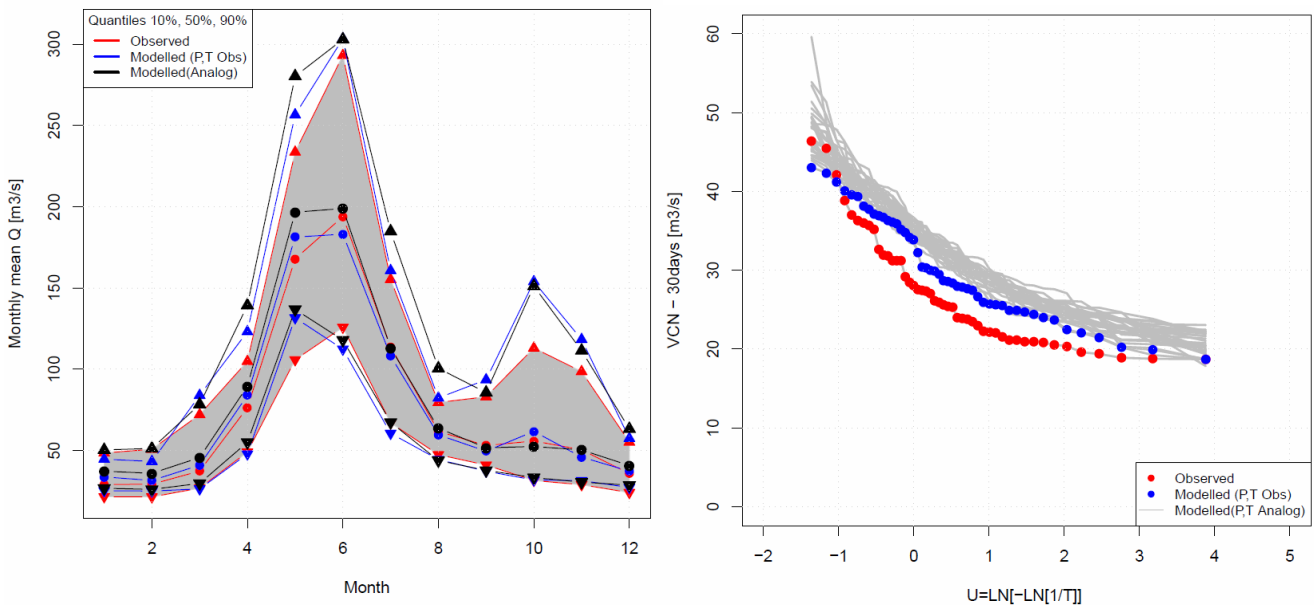 Quantiles 10%, 50%, 90%
Observed
Modelled (P,T Obs)
Modelled(Analog)
Monthly mean Q [m3/s]
300
250
200
150
100
50
2 4 6 8 10 12
Month
VCN − 30days [m3/s]
60
50
40
30
20
10
0
Observed
Modelled (P,T Obs)
Modelled(P,T Analog)
−2 −1 0 1 2 3 4 5
U=LN[−LN[1/T]]